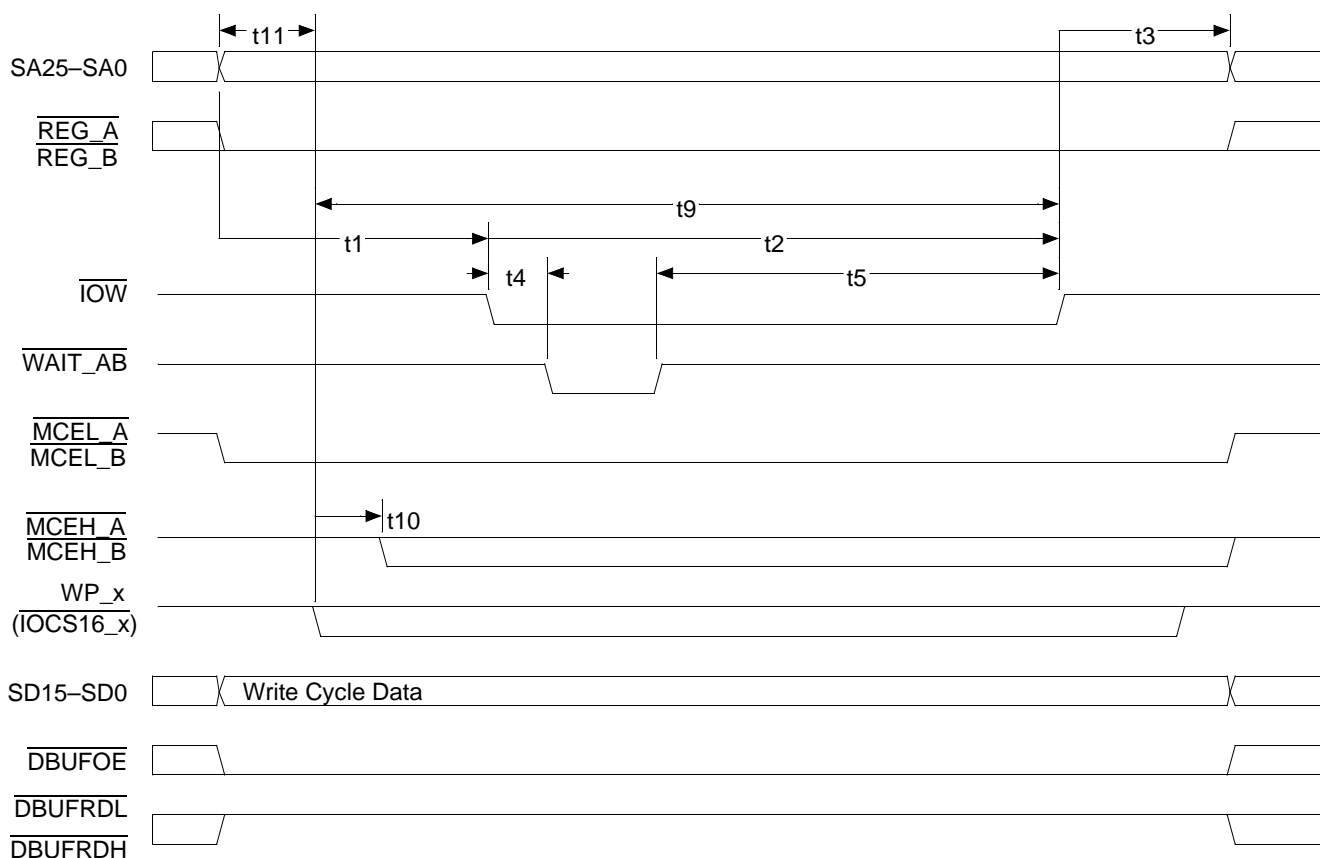 t11
t3
SA25–SA0
REG_A
REG_B
t9
t1
t2
t4
t5
IOW
WAIT_AB
MCEL_A
MCEL_B
t10
MCEH_A
MCEH_B
WP_x
(IOCS16_x)
SD15–SD0
Write Cycle Data
DBUFOE
DBUFRDL
DBUFRDH